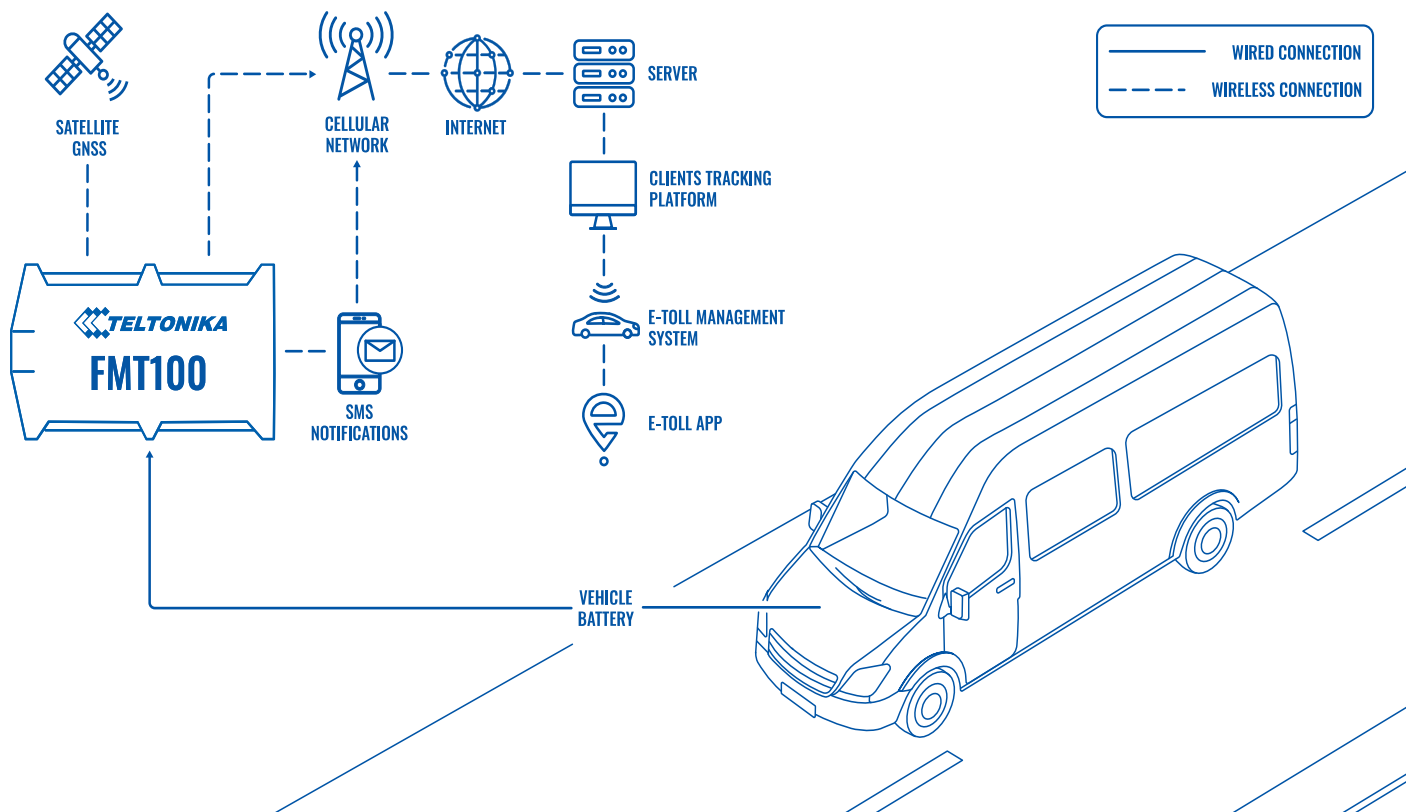 SATELLITE
GNSS
CELLULAR
NETWORK
INTERNET
SERVER
WIRED CONNECTION
WIRELESS CONNECTION
CLIENTS TRACKING
PLATFORM
TELTONIKA
FMT100
SMS
NOTIFICATIONS
E-TOLL MANAGEMENT
SYSTEM
E-TOLL APP
VEHICLE
BATTERY